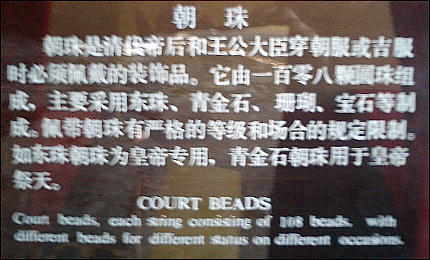 朝 珠
朝珠是清代帝后和王公大臣穿朝服或吉服
时必须佩戴的装饰品。它由一百零八颗圆珠组
成，主要采用东珠、青金石、珊瑚、宝石等制
成。佩带朝珠有严格的等级和场合的规定限制。
如东珠朝珠为皇帝专用，青金石朝珠用于皇帝
祭天。
COURT BEADS
Court beads, each string consisting of 108 beads, with
different beads for different status on different occasions.